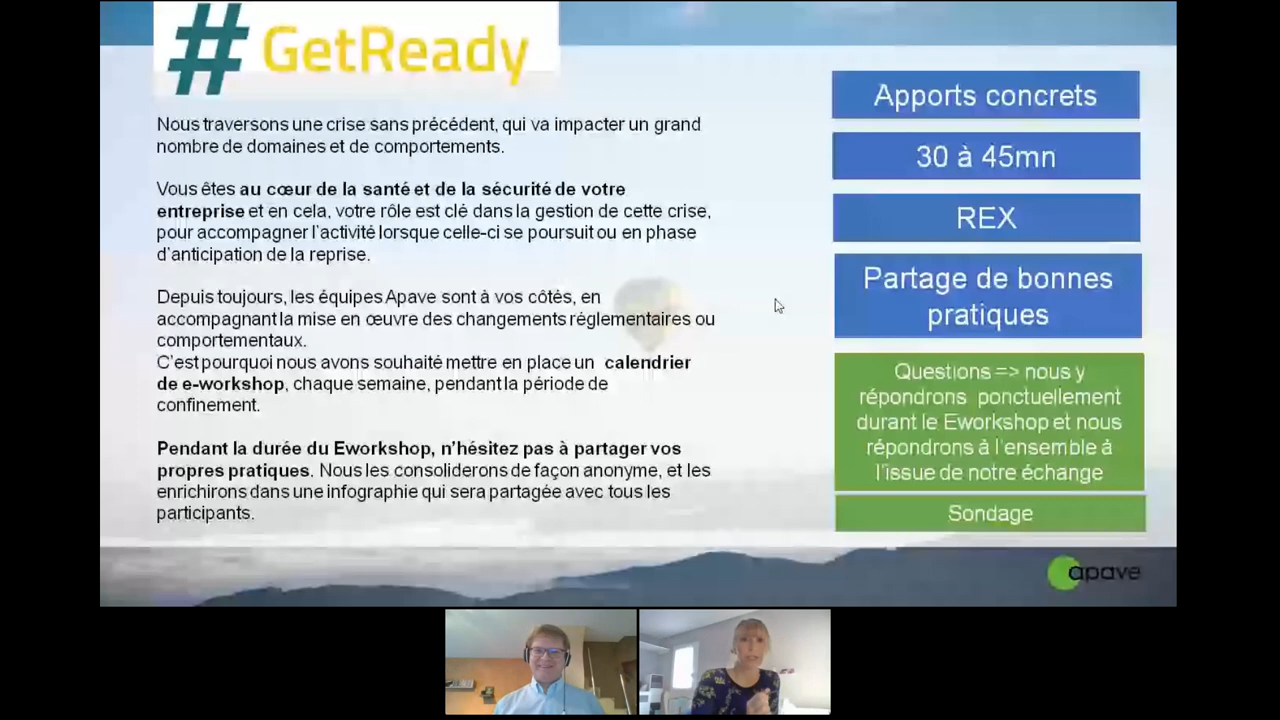 #GetReady
Nous traversons une crise sans précédent, qui va impacter un grand
nombre de domaines et de comportements.
Vous êtes au cœur de la santé et de la sécurité de votre
entreprise et en cela, votre rôle est clé dans la gestion de cette crise,
pour accompagner l'activité lorsque celle-ci se poursuit ou en phase
d'anticipation de la reprise.
Depuis toujours, les équipes Apave sont à vos côtés, en
accompagnant la mise en œuvre des changements réglementaires ou
comportementaux.
C'est pourquoi nous avons souhaité mettre en place un calendrier
de e-workshop, chaque semaine, pendant la période de
confinement.
Pendant la durée du Eworkshop, n'hésitez pas à partager vos
propres pratiques. Nous les consoliderons de façon anonyme, et les
enrichirons dans une infographie qui sera partagée avec tous les
participants.
Apports concrets
30 à 45mn
REX
Partage de bonnes
pratiques
Questions => nous y
répondrons ponctuellement
durant le Eworkshop et nous
répondrons à l'ensemble à
l'issue de notre échange
Sondage
apave